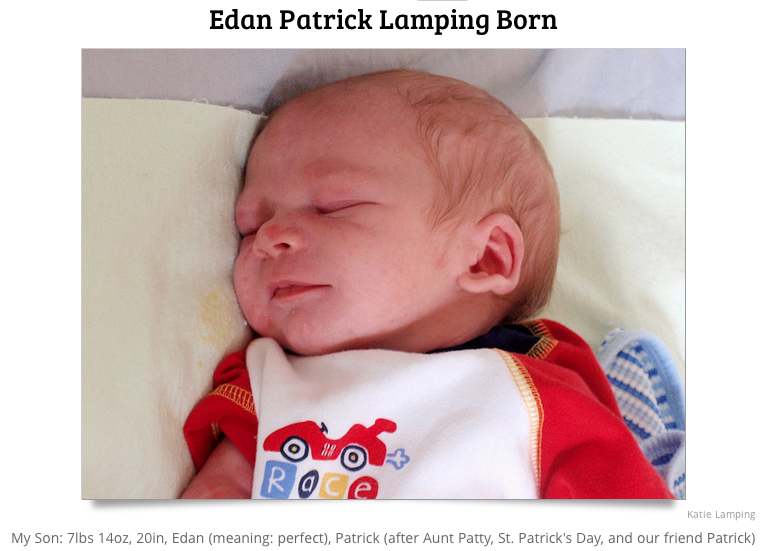 Edan Patrick Lamping Born
Race
Katie Lamping
My Son: 7lbs 14oz, 20in, Edan (meaning: perfect), Patrick (after Aunt Patty, St. Patrick's Day, and our friend Patrick)